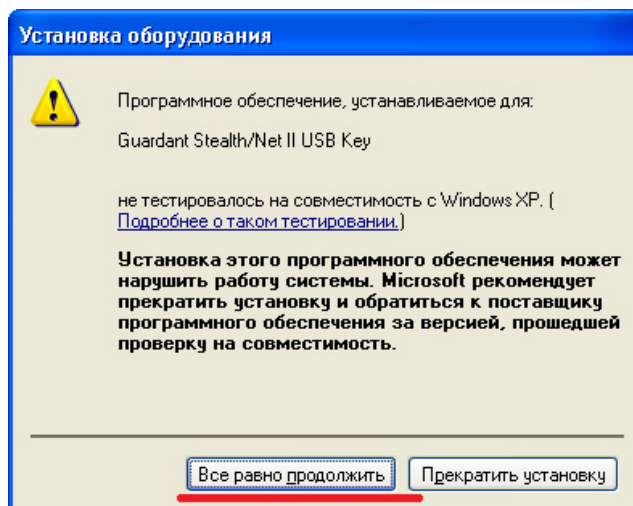 Установка оборудования
Программное обеспечение, устанавливаемое для:
Guardant Stealth/Net II USB Key
не тестировалось на совместимость с Windows XP. (
Подробнее о таком тестировании.)
Установка этого программного обеспечения может
нарушить работу системы. Microsoft рекомендует
прекратить установку и обратиться к поставщику
программного обеспечения за версией, прошедшей
проверку на совместимость.
Все равно продолжить
Прекратить установку